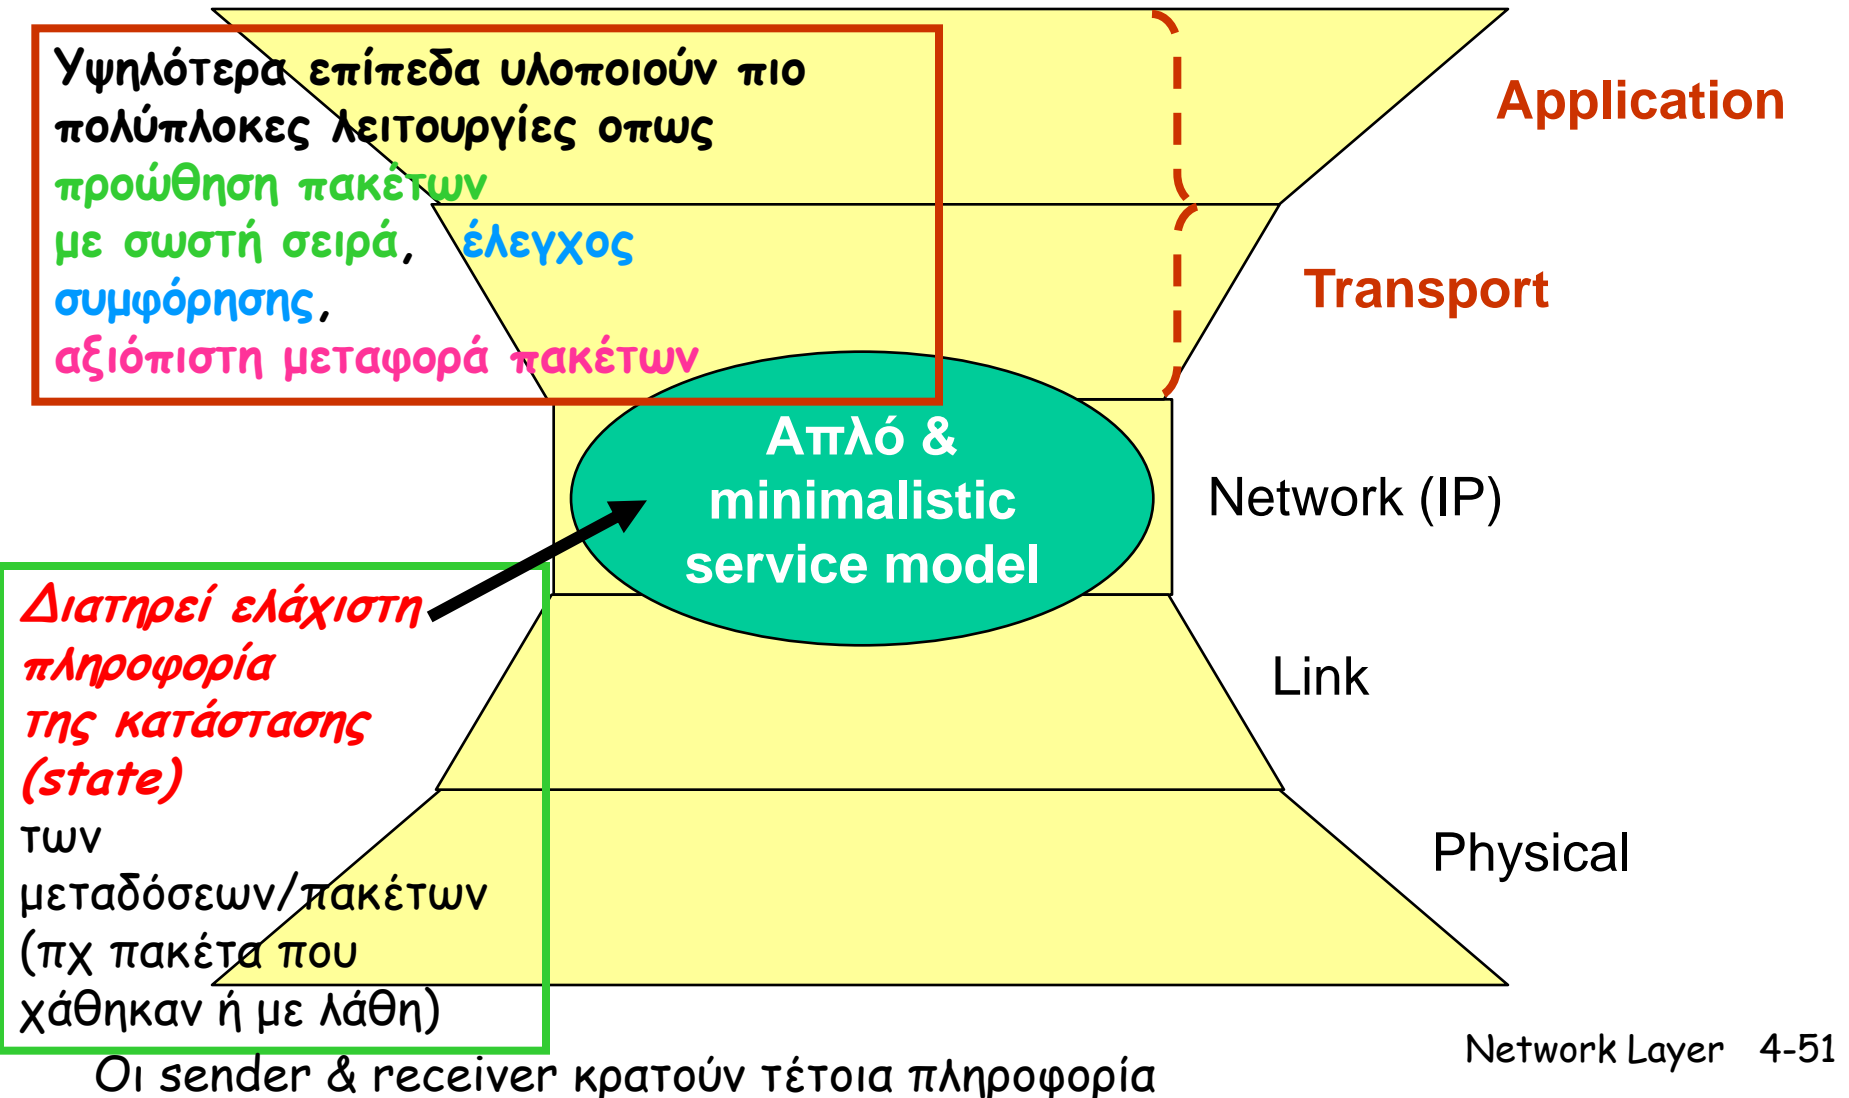 Υψηλότερα επίπεδα υλοποιούν πιο
πολύπλοκες λειτουργίες οπως
προώθηση πακέτων
με σωστή σειρά, έλεγχος
συμφόρησης,
αξιόπιστη μεταφορά πακέτων
Application
Transport
Απλό &
minimalistic
service model
Network (IP)
Διατηρεί ελάχιστη
πληροφορία
της κατάστασης
(state)
των
μεταδόσεων/πακέτων
(πχ πακέτα που
χάθηκαν ή με λάθη)
Link
Physical
Οι sender & receiver κρατούν τέτοια πληροφορία
Network Layer 4-51